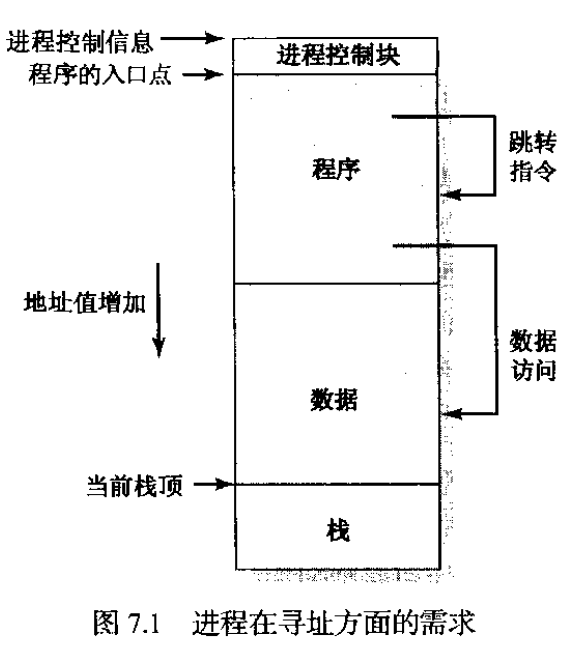 进程控制信息
进程控制块
程序的入口点
程序
跳转
指令
地址值增加
数据
访问
数据
当前栈顶
栈
图 7.1 进程在寻址方面的需求